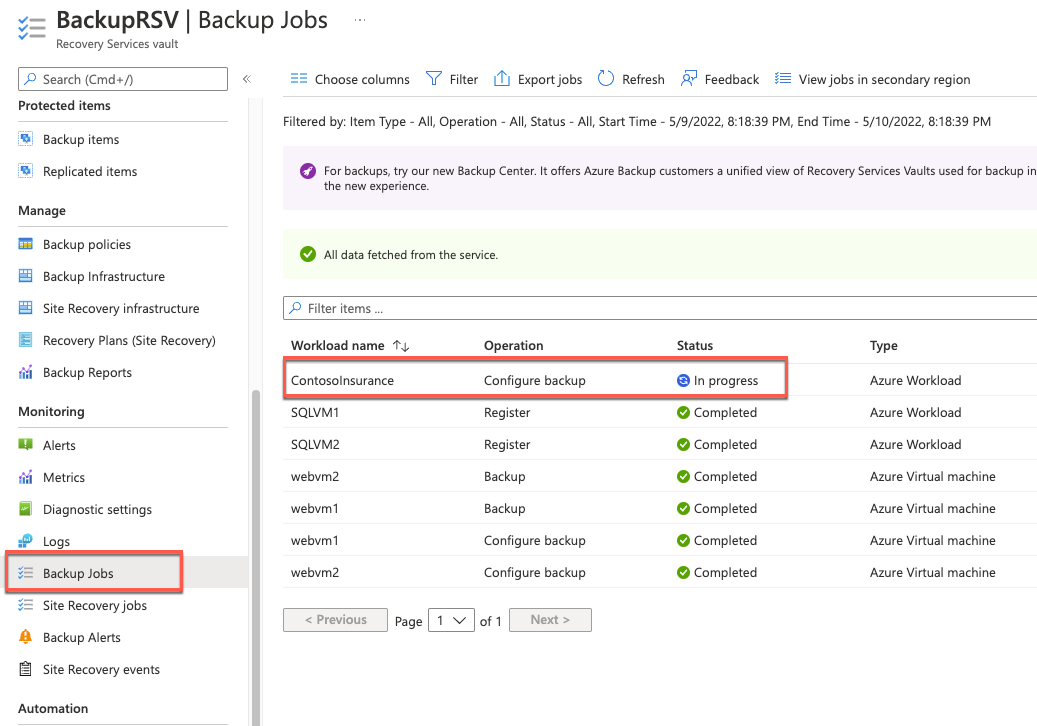 BackupRSV | Backup Jobs ...
Recovery Services vault
Search (Cmd+/)
«
Protected items
Backup items
Replicated items
Manage
Backup policies
Backup Infrastructure
Site Recovery infrastructure
Recovery Plans (Site Recovery)
Backup Reports
Monitoring
Alerts
Metrics
Diagnostic settings
Logs
Backup Jobs
Site Recovery jobs
Backup Alerts
Site Recovery events
Automation
Choose columns Filter Export jobs Refresh Feedback View jobs in secondary region
Filtered by: Item Type - All, Operation - All, Status - All, Start Time - 5/9/2022, 8:18:39 PM, End Time - 5/10/2022, 8:18:39 PM
For backups, try our new Backup Center. It offers Azure Backup customers a unified view of Recovery Services Vaults used for backup in
the new experience.
All data fetched from the service.
Filter items ...
Workload name ↑↓ Operation Status Type
ContosoInsurance Configure backup In progress Azure Workload
SQLVM1 Register Completed Azure Workload
SQLVM2 Register Completed Azure Workload
webvm2 Backup Completed Azure Virtual machine
webvm1 Backup Completed Azure Virtual machine
webvm1 Configure backup Completed Azure Virtual machine
webvm2 Configure backup Completed Azure Virtual machine
< Previous Page 1 of 1 Next >